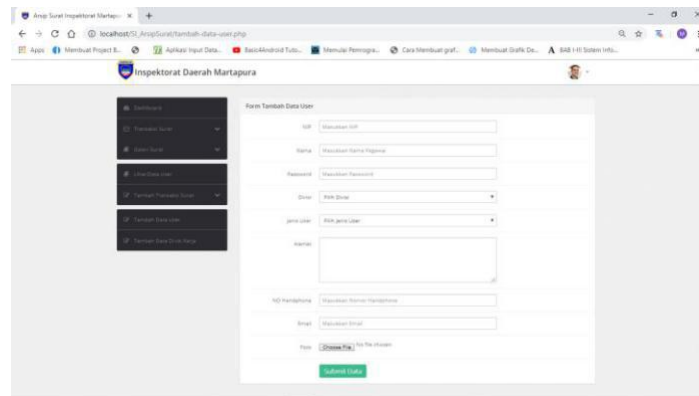 Arsip Surat Inspektorat Martapu
localhost/SI_ArsipSurat/tambah-data-user.php
Apps Membuat Project B... Aplikasi Input Data... Basic4Android Tuto... Memulai Pemrogra... Cara Membuat graf... Membuat Grafik De... BAB I-III Sistem Info...
Inspektorat Daerah Martapura
Dashboard
Form Tambah Data User
Transaksi Surat
NIP Masukkan NIP
Galeri Surat
Nama Masukkan Nama Pegawai
Lihat Data User
Password Masukkan Password
Tambah Transaksi Surat
Divisi Pilih Divisi
Tambah Data User
Jenis User Pilih Jenis User
Tambah Data Divisi Kerja
Alamat
NO Handphone Masukkan Nomor Handphone
Email Masukkan Email
Foto Choose File No file chosen
Submit Data